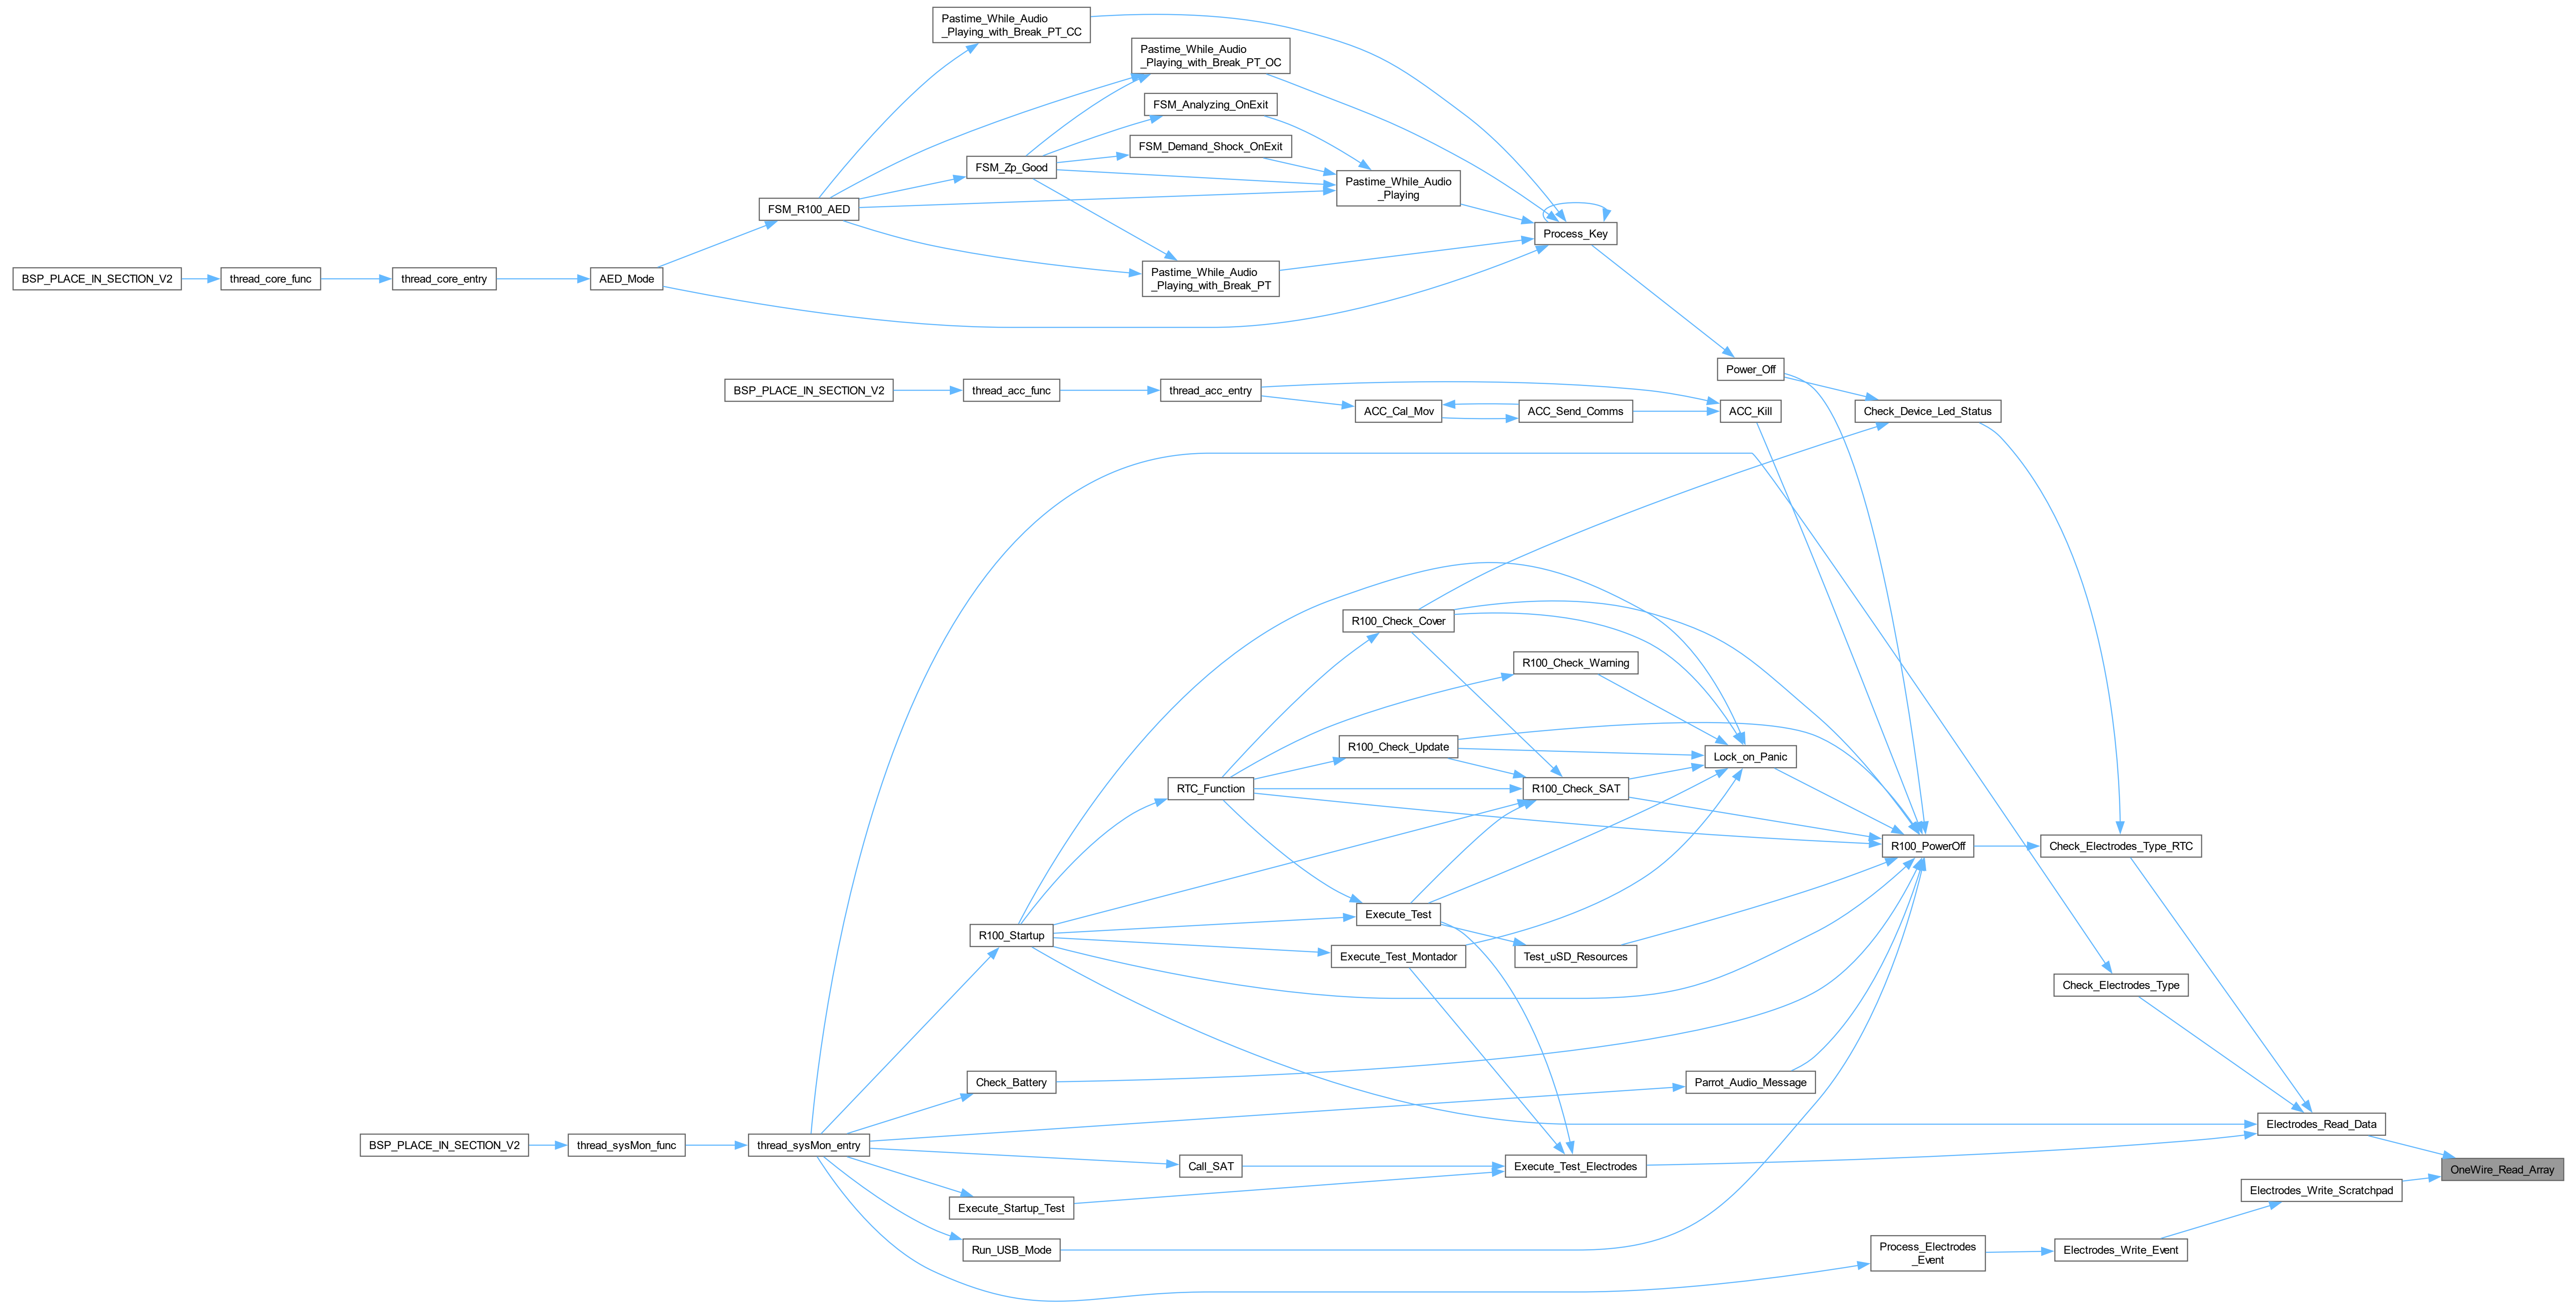 Pastime_While_Audio
_Playing_with_Break_PT_CC
Pastime_While_Audio
_Playing_with_Break_PT_OC
FSM_Analyzing_OnExit
FSM_Demand_Shock_OnExit
FSM_Zp_Good
Pastime_While_Audio
_Playing
FSM_R100_AED
Process_Key
BSP_PLACE_IN_SECTION_V2
thread_core_func
thread_core_entry
AED_Mode
Pastime_While_Audio
_Playing_with_Break_PT
Power_Off
BSP_PLACE_IN_SECTION_V2
thread_acc_func
thread_acc_entry
ACC_Cal_Mov
ACC_Send_Comms
ACC_Kill
Check_Device_Led_Status
R100_Check_Cover
R100_Check_Warning
R100_Check_Update
Lock_on_Panic
RTC_Function
R100_Check_SAT
R100_PowerOff
Check_Electrodes_Type_RTC
Execute_Test
R100_Startup
Execute_Test_Montador
Test_uSD_Resources
Check_Electrodes_Type
Check_Battery
Parrot_Audio_Message
Electrodes_Read_Data
BSP_PLACE_IN_SECTION_V2
thread_sysMon_func
thread_sysMon_entry
Call_SAT
Execute_Test_Electrodes
OneWire_Read_Array
Electrodes_Write_Scratchpad
Execute_Startup_Test
Run_USB_Mode
Process_Electrodes
_Event
Electrodes_Write_Event